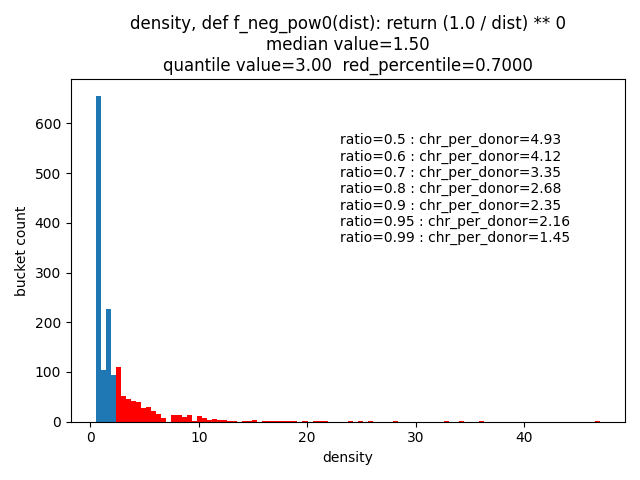 density, def f_neg_pow0(dist): return (1.0 / dist) ** 0
median value=1.50
quantile value=3.00  red_percentile=0.7000
ratio=0.5 : chr_per_donor=4.93
ratio=0.6 : chr_per_donor=4.12
ratio=0.7 : chr_per_donor=3.35
ratio=0.8 : chr_per_donor=2.68
ratio=0.9 : chr_per_donor=2.35
ratio=0.95 : chr_per_donor=2.16
ratio=0.99 : chr_per_donor=1.45
bucket count
600
500
400
300
200
100
0
0 10 20 30 40
density